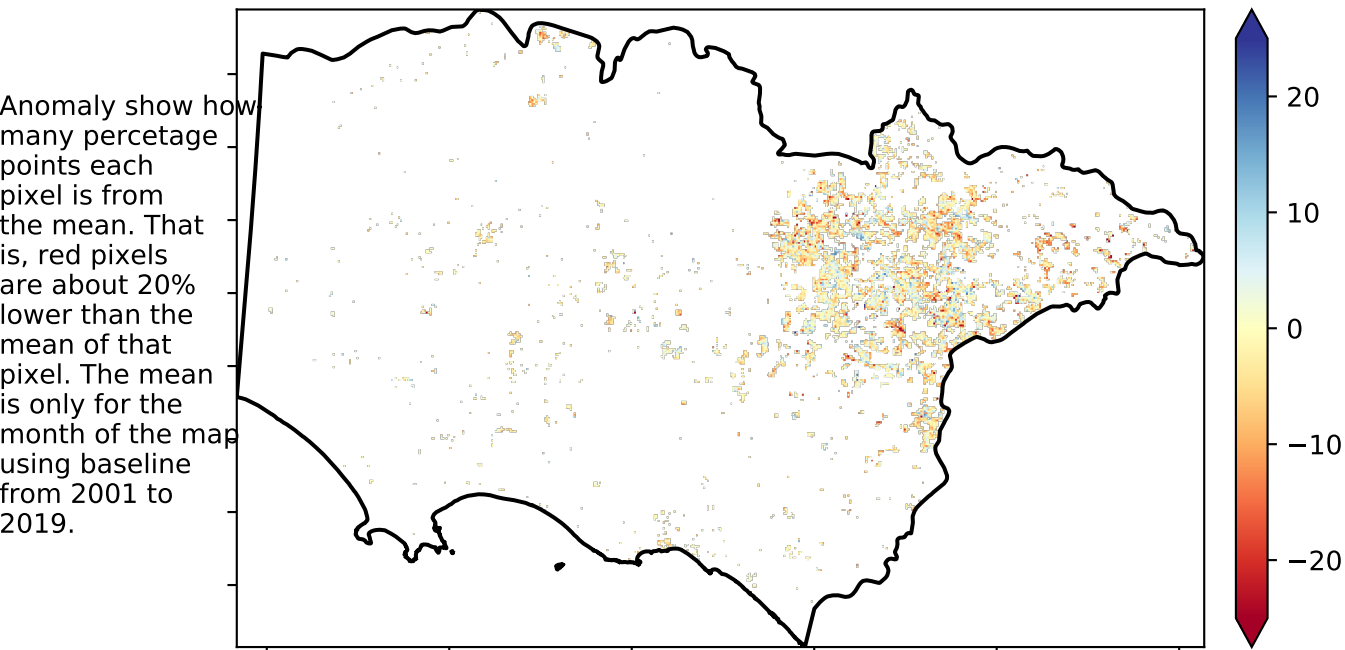 Anomaly show how
many percetage
points each
pixel is from
the mean. That
is, red pixels
are about 20%
lower than the
mean of that
pixel. The mean
is only for the
month of the map
using baseline
from 2001 to
2019.
20
10
0
−10
−20